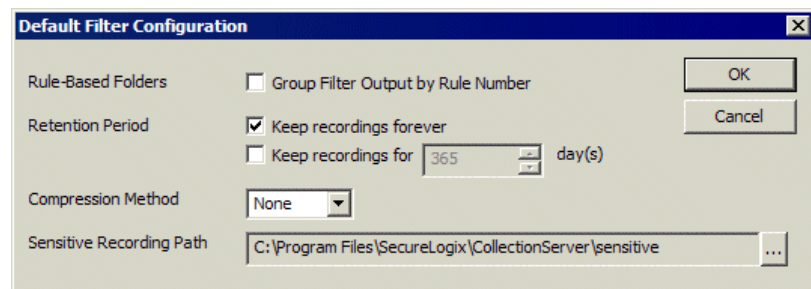 Default Filter Configuration
Rule-Based Folders
Group Filter Output by Rule Number
OK
Retention Period
Keep recordings forever
Cancel
Keep recordings for 365 day(s)
Compression Method
None
Sensitive Recording Path
C:\Program Files\SecureLogix\CollectionServer\sensitive
...